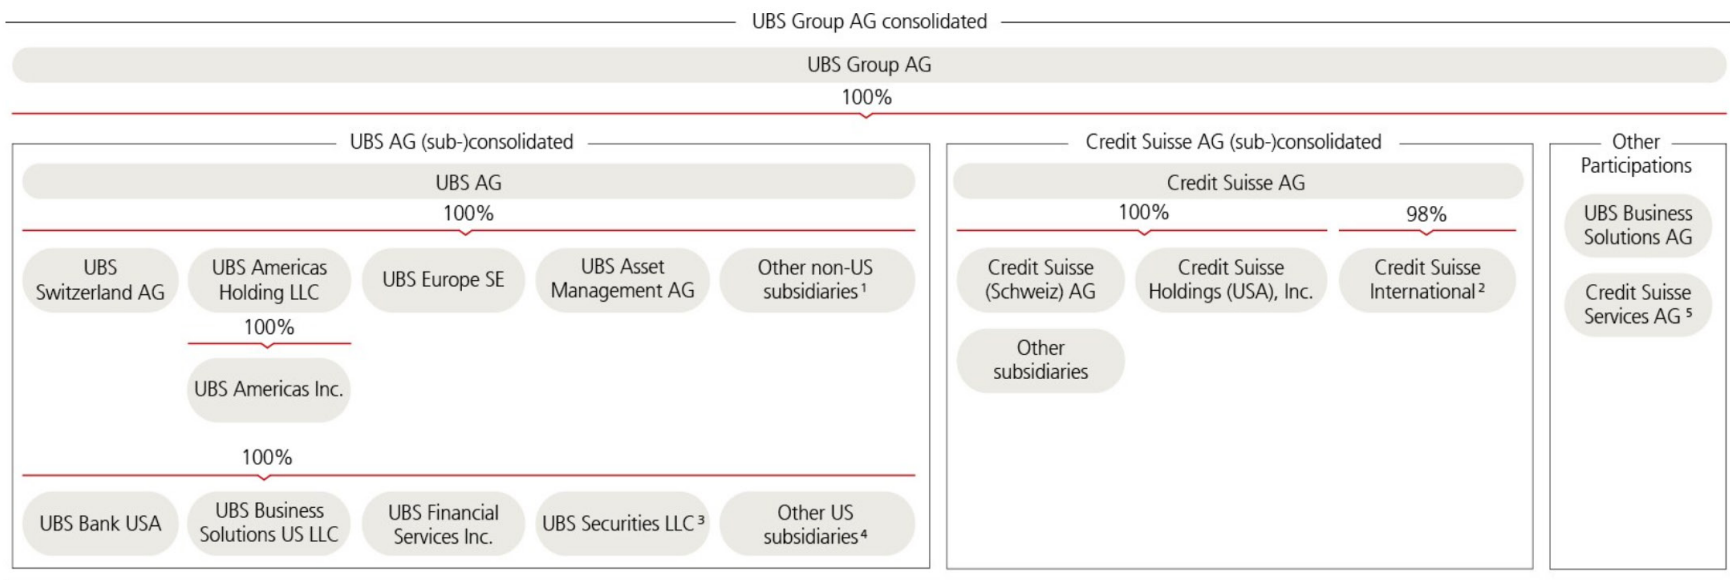 UBS Group AG consolidated
UBS Group AG
100%
UBS AG (sub-)consolidated
UBS AG
100%
UBS
Switzerland AG
UBS Americas
Holding LLC
UBS Europe SE
UBS Asset
Management AG
Other non-US
subsidiaries¹
100%
UBS Americas Inc.
100%
UBS Bank USA
UBS Business
Solutions US LLC
UBS Financial
Services Inc.
UBS Securities LLC³
Other US
subsidiaries⁴
Credit Suisse AG (sub-)consolidated
Credit Suisse AG
100%
98%
Credit Suisse
(Schweiz) AG
Credit Suisse
Holdings (USA), Inc.
Credit Suisse
International²
Other
subsidiaries
Other
Participations
UBS Business
Solutions AG
Credit Suisse
Services AG⁵